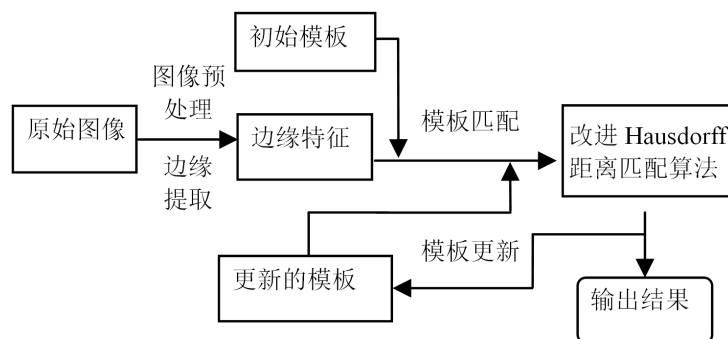 初始模板
图像预
处理
原始图像
边缘特征
模板匹配
改进 Hausdorff
距离匹配算法
边缘
提取
模板更新
更新的模板
输出结果